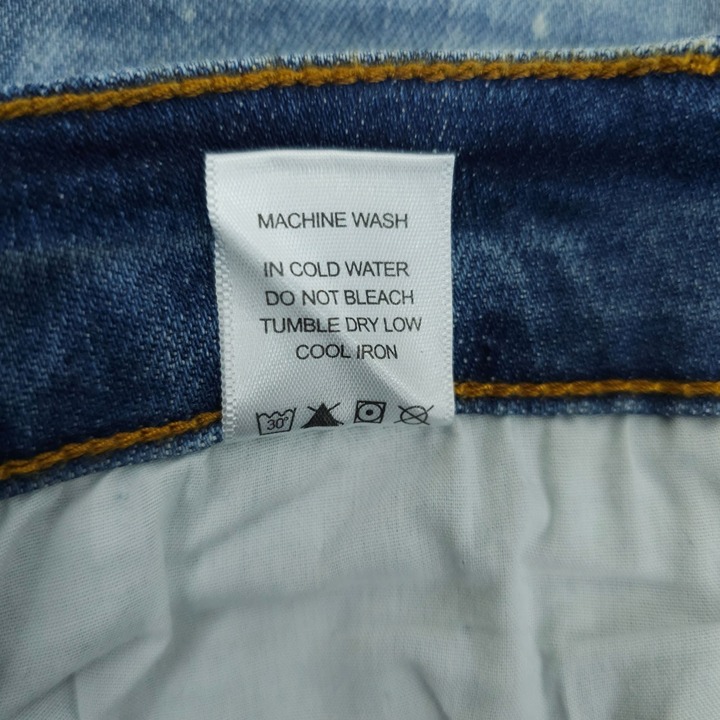 MACHINE WASH
IN COLD WATER
DO NOT BLEACH
TUMBLE DRY LOW
COOL IRON
30°